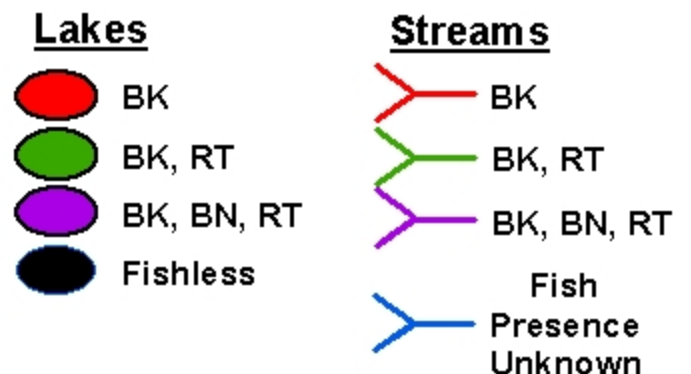 Lakes
BK
BK, RT
BK, BN, RT
Fishless
Streams
BK
BK, RT
BK, BN, RT
Fish
Presence
Unknown